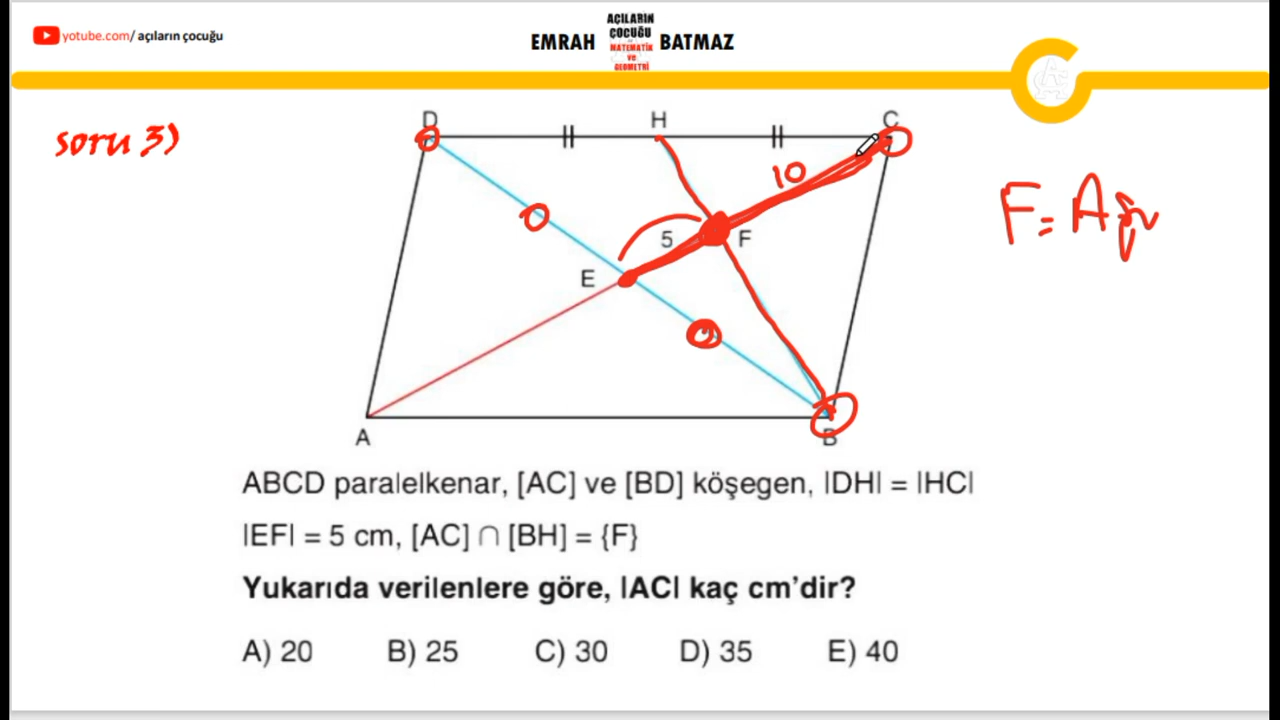 yotube.com/ açıların çocuğu
EMRAH
AÇILARIN
ÇOCUĞU
MATEMATİK
ve
GEOMETRİ
BATMAZ
soru 3)
D
H
C
10
5
F
E
A
B
F = Ağır
ABCD paralelkenar, [AC] ve [BD] köşegen, |DH| = |HC|
|EF| = 5 cm, [AC] ∩ [BH] = {F}
Yukarıda verilenlere göre, |AC| kaç cm'dir?
A) 20 B) 25 C) 30 D) 35 E) 40